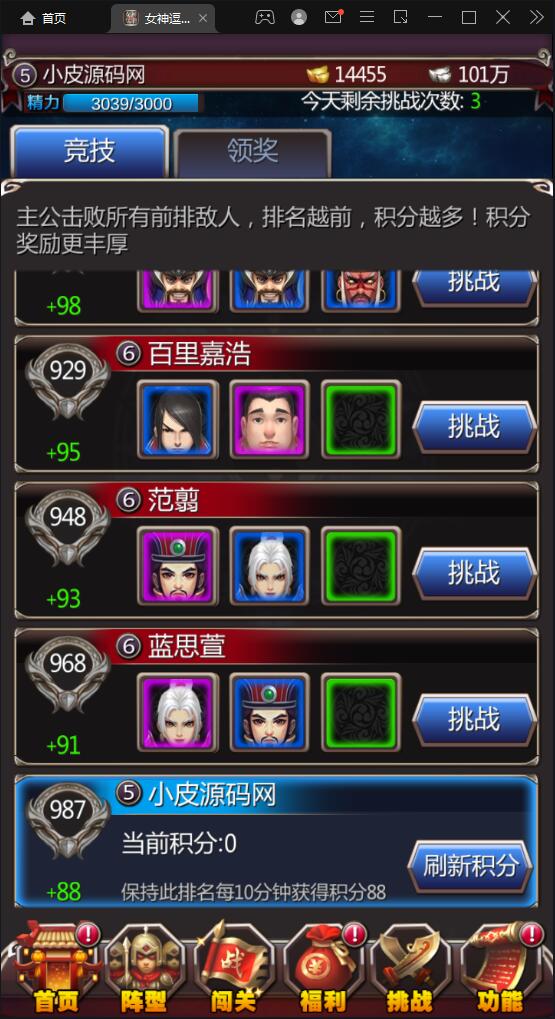 首页 女神逗...
5 小皮源码网 14455 101万
精力 3039/3000 今天剩余挑战次数: 3
竞技 领奖
主公击败所有前排敌人，排名越前，积分越多！积分
奖励更丰厚
+98 挑战
929 6 百里嘉浩
+95 挑战
948 6 范翦
+93 挑战
968 6 蓝思萱
+91 挑战
987 5 小皮源码网
当前积分:0
刷新积分
+88 保持此排名每10分钟获得积分88
战
首页 阵型 闯关 福利 挑战 功能